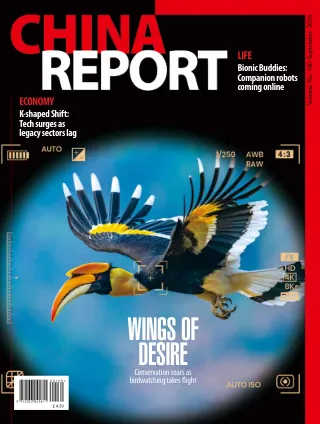 CHINA
REPORT
LIFE
Bionic Buddies:
Companion robots
coming online
ECONOMY
K-shaped Shift:
Tech surges as
legacy sectors lag
AUTO
1/250
AWB
4:3
RAW
FX
HD
4K
8K
WINGS OF
DESIRE
Conservation soars as
birdwatching takes flight
AUTO ISO
£4.50